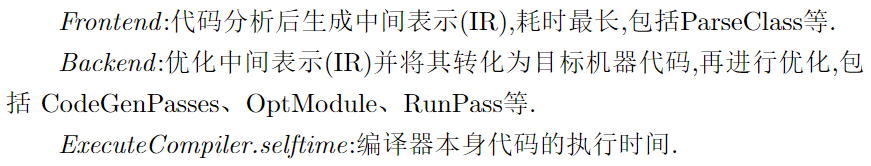 Frontend:代码分析后生成中间表示(IR),耗时最长,包括ParseClass等.
Backend:优化中间表示(IR)并将其转化为目标机器代码,再进行优化,包
括 CodeGenPasses、OptModule、RunPass等.
ExecuteCompiler.selftime:编译器本身代码的执行时间.